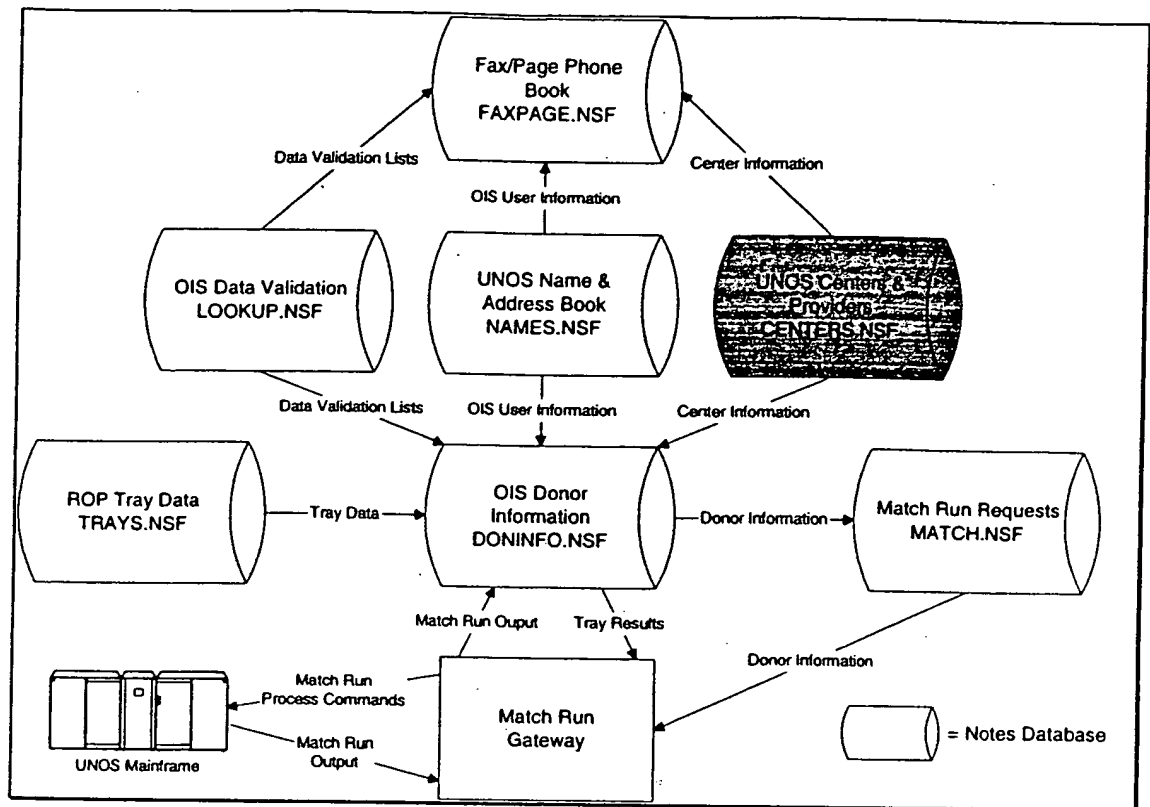 Fax/Page Phone
Book
FAXPAGE.NSF
Data Validation Lists
Center Information
OIS User Information
OIS Data Validation
LOOKUP.NSF
UNOS Name &
Address Book
NAMES.NSF
UNOS Centers &
Providers
CENTERS.NSF
Data Validation Lists
OIS User Information
Center Information
ROP Tray Data
TRAYS.NSF
Tray Data
OIS Donor
Information
DONINFO.NSF
Donor Information
Match Run Requests
MATCH.NSF
Match Run Ouput
Tray Results
Donor Information
Match Run
Process Commands
Match Run
Gateway
Match Run
Output
UNOS Mainframe
= Notes Database